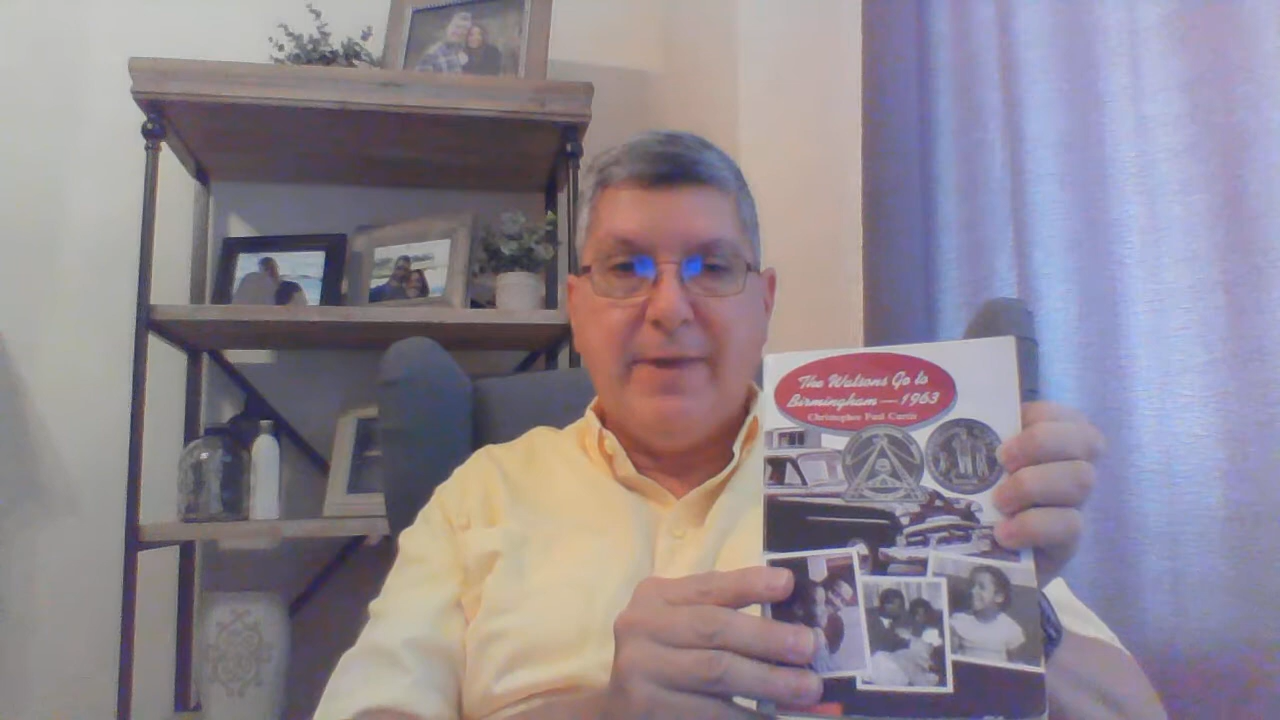 The Watsons Go to
Birmingham—1963
Christopher Paul Curtis